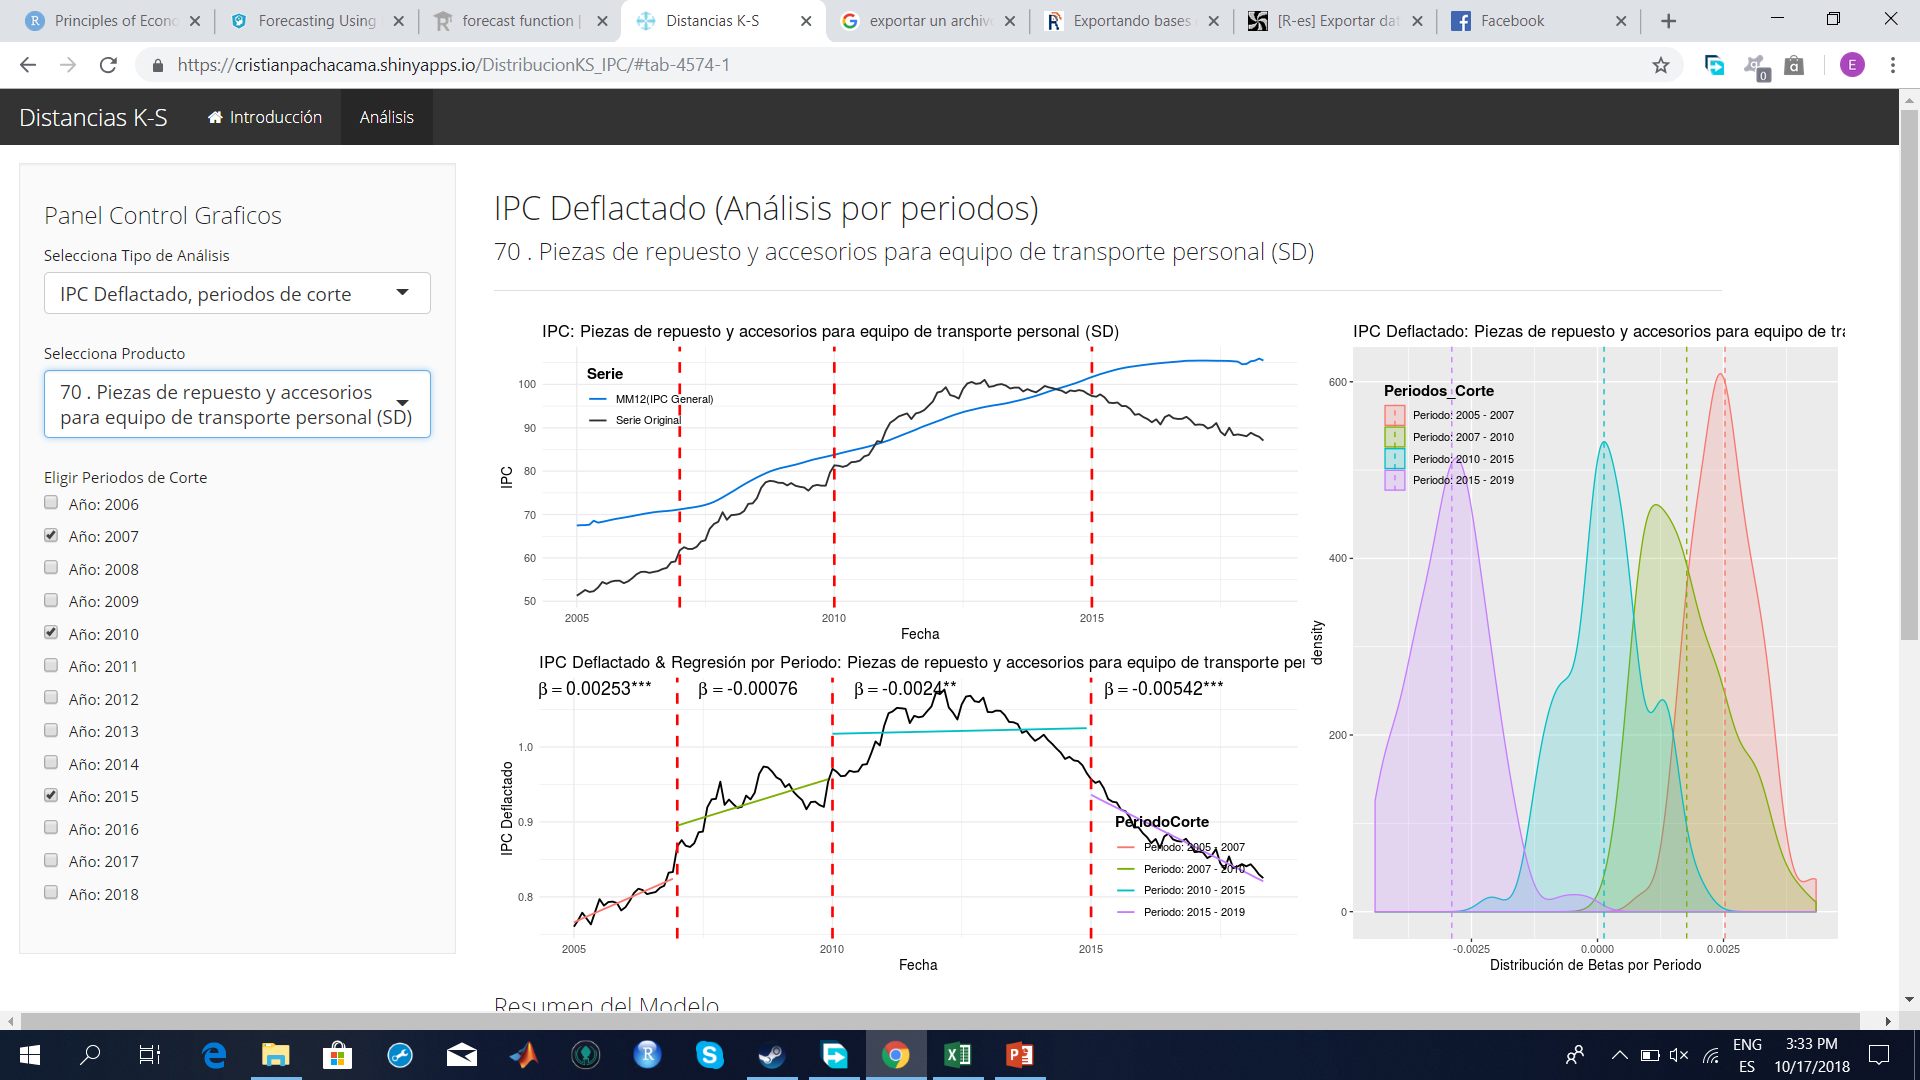 Principles of Econo
Forecasting Using
forecast function |
Distancias K-S
exportar un archivo
Exportando bases
[R-es] Exportar dat
Facebook
https://cristianpachacama.shinyapps.io/DistribucionKS_IPC/#tab-4574-1
0
a
E
Distancias K-S
Introducción
Análisis
Panel Control Graficos
Selecciona Tipo de Análisis
IPC Deflactado, periodos de corte
Selecciona Producto
70 . Piezas de repuesto y accesorios
para equipo de transporte personal (SD)
Eligir Periodos de Corte
Año: 2006
Año: 2007
Año: 2008
Año: 2009
Año: 2010
Año: 2011
Año: 2012
Año: 2013
Año: 2014
Año: 2015
Año: 2016
Año: 2017
Año: 2018
IPC Deflactado (Análisis por periodos)
70 . Piezas de repuesto y accesorios para equipo de transporte personal (SD)
IPC: Piezas de repuesto y accesorios para equipo de transporte personal (SD)
Serie
MM12(IPC General)
Serie Original
100
90
80
70
60
50
IPC
2005
2010
2015
Fecha
IPC Deflactado & Regresión por Periodo: Piezas de repuesto y accesorios para equipo de transporte per
β = 0.00253***
β = -0.00076
β = -0.0024**
β = -0.00542***
1.0
0.9
0.8
IPC Deflactado
PeriodoCorte
Periodo: 2005 - 2007
Periodo: 2007 - 2010
Periodo: 2010 - 2015
Periodo: 2015 - 2019
2005
2010
2015
Fecha
IPC Deflactado: Piezas de repuesto y accesorios para equipo de tra
Periodos_Corte
Periodo: 2005 - 2007
Periodo: 2007 - 2010
Periodo: 2010 - 2015
Periodo: 2015 - 2019
600
400
200
0
density
-0.0025
0.0000
0.0025
Distribución de Betas por Periodo
Resumen del Modelo
ENG
ES
3:33 PM
10/17/2018